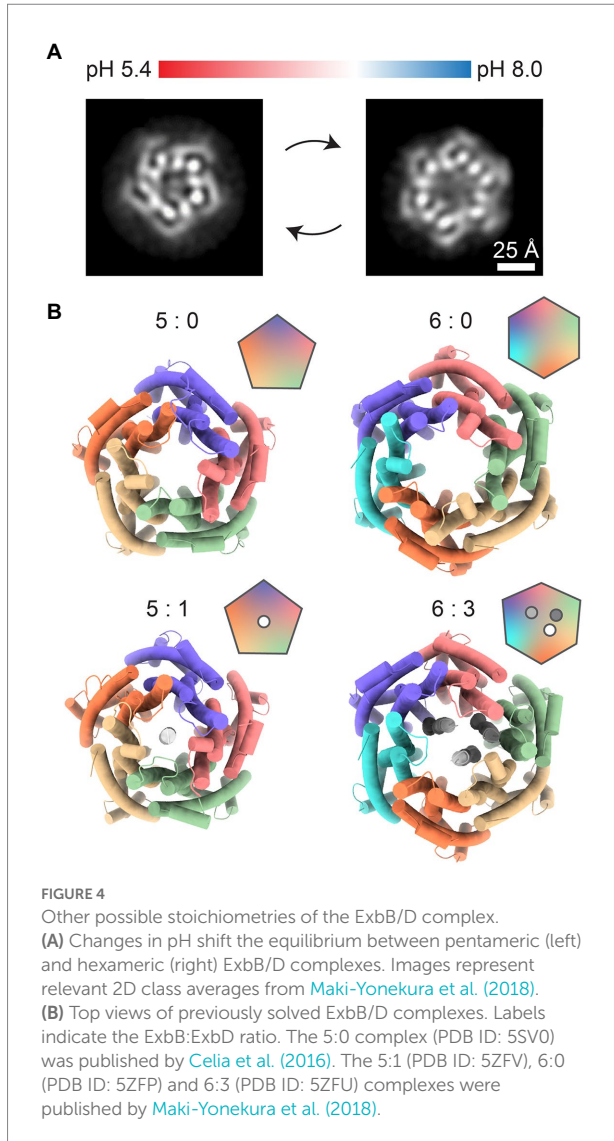 A
pH 5.4
pH 8.0
25 Å
B
5 : 0
6 : 0
5 : 1
6 : 3
FIGURE 4
Other possible stoichiometries of the ExbB/D complex.
(A) Changes in pH shift the equilibrium between pentameric (left)
and hexameric (right) ExbB/D complexes. Images represent
relevant 2D class averages from Maki-Yonekura et al. (2018).
(B) Top views of previously solved ExbB/D complexes. Labels
indicate the ExbB:ExbD ratio. The 5:0 complex (PDB ID: 5SV0)
was published by Celia et al. (2016). The 5:1 (PDB ID: 5ZFV), 6:0
(PDB ID: 5ZFP) and 6:3 (PDB ID: 5ZFU) complexes were
published by Maki-Yonekura et al. (2018).